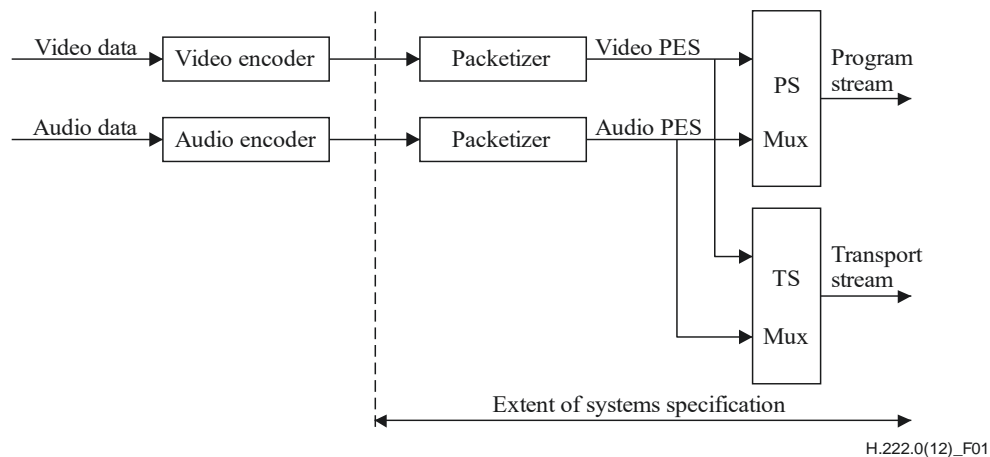 Video data
Video encoder
Packetizer
Video PES
PS
Mux
Program
stream
Audio data
Audio encoder
Packetizer
Audio PES
TS
Mux
Transport
stream
Extent of systems specification
H.222.0(12)_F01